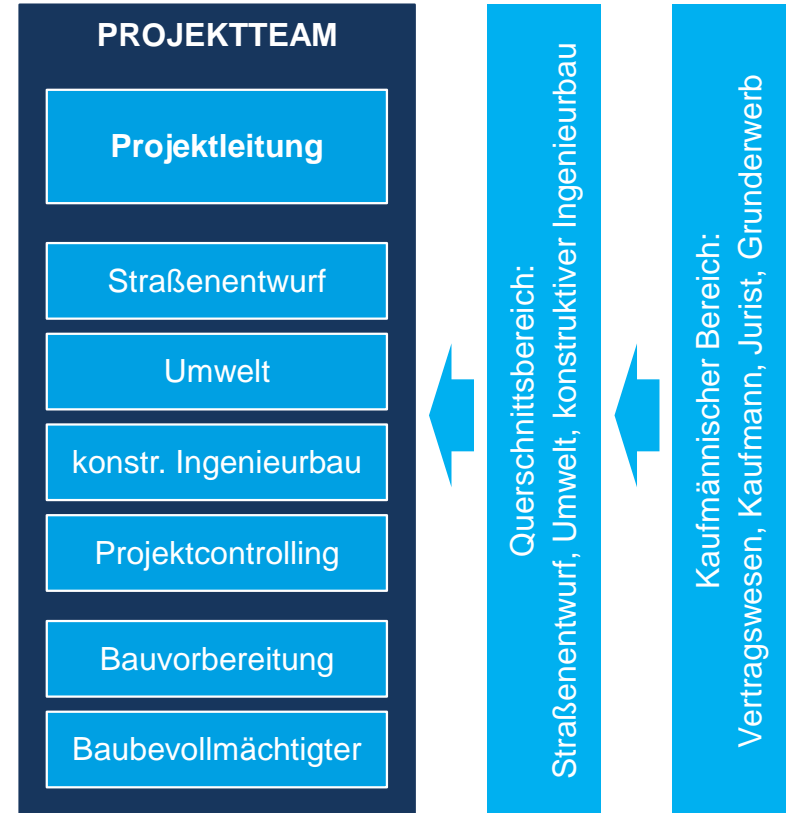 PROJEKTTEAM
Projektleitung
Straßenentwurf
Umwelt
konstr. Ingenieurbau
Projektcontrolling
Bauvorbereitung
Baubevollmächtigter
Querschnittsbereich:
Straßenentwurf, Umwelt, konstruktiver Ingenieurbau
Kaufmännischer Bereich:
Vertragswesen, Kaufmann, Jurist, Grunderwerb